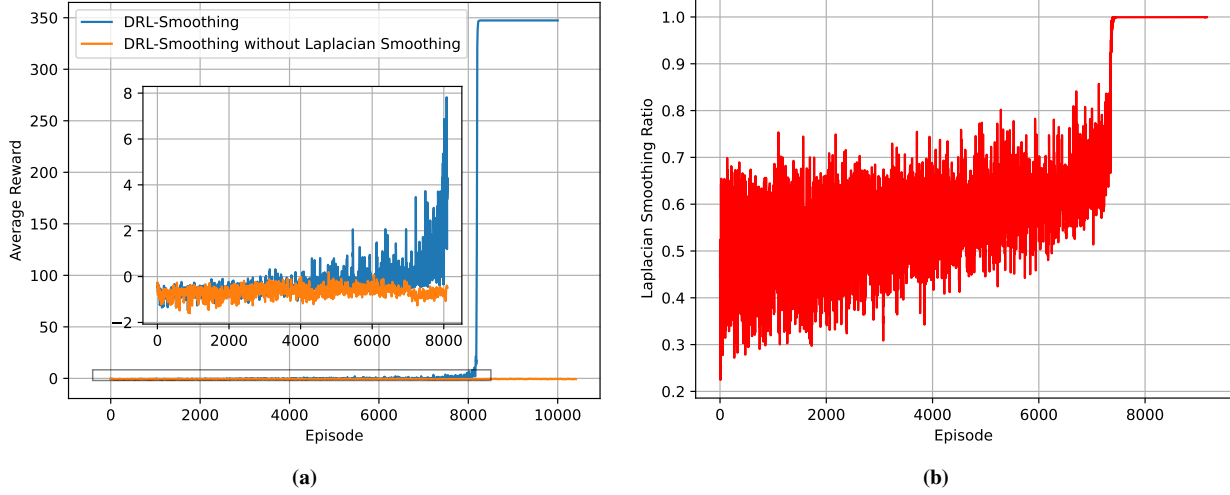 350
300
250
200
150
100
50
0
Average Reward
DRL-Smoothing
DRL-Smoothing without Laplacian Smoothing
8
6
4
2
0
−2
0 2000 4000 6000 8000
0 2000 4000 6000 8000 10000
Episode
(a)
1.0
0.9
0.8
0.7
0.6
0.5
0.4
0.3
0.2
Laplacian Smoothing Ratio
0 2000 4000 6000 8000
Episode
(b)